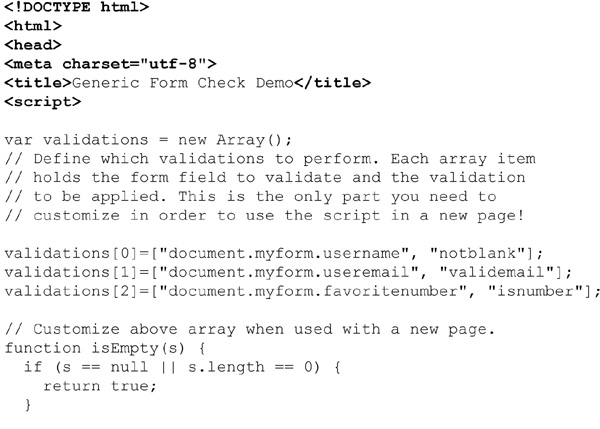 <!DOCTYPE html>
<html>
<head>
<meta charset="utf-8">
<title>Generic Form Check Demo</title>
<script>
var validations = new Array();
// Define which validations to perform. Each array item
// holds the form field to validate and the validation
// to be applied. This is the only part you need to
// customize in order to use the script in a new page!
validations[0]=["document.myform.username", "notblank"];
validations[1]=["document.myform.useremail", "validemail"];
validations[2]=["document.myform.favoritenumber", "isnumber"];
// Customize above array when used with a new page.
function isEmpty(s) {
  if (s == null || s.length == 0) {
    return true;
  }